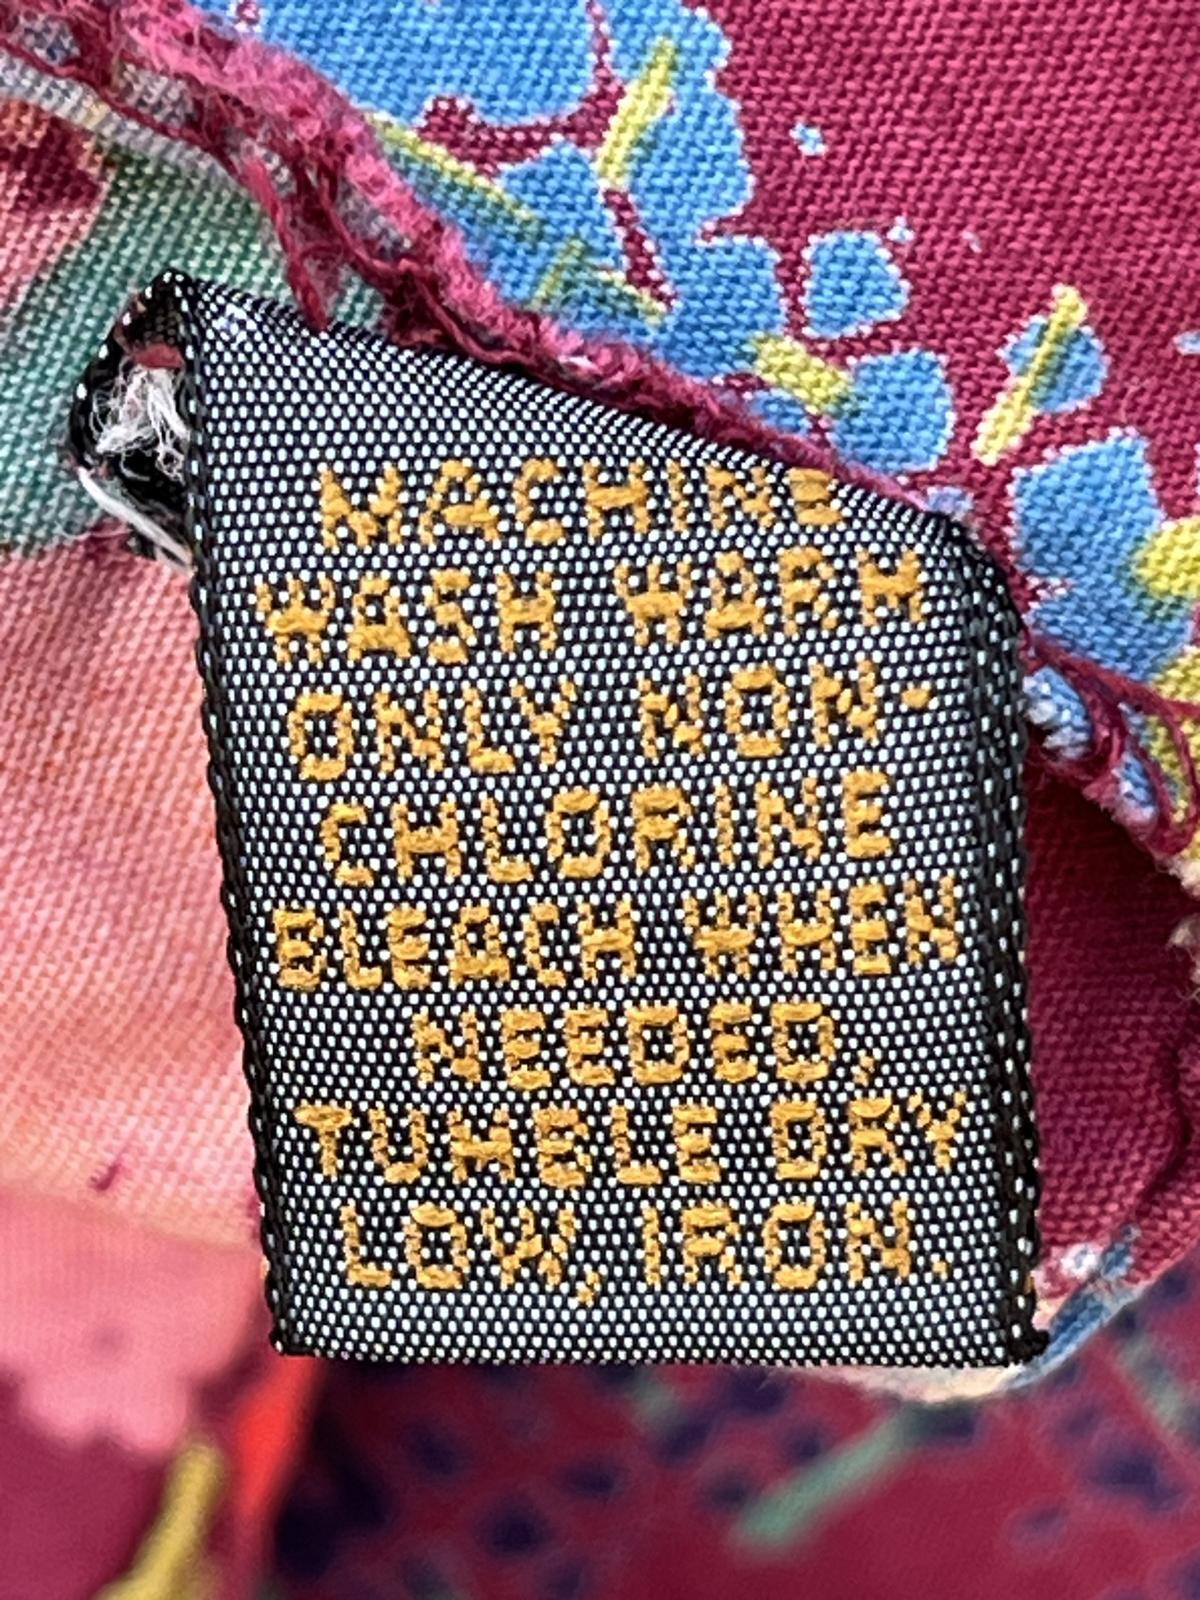 MACHINE
WASH WARM
ONLY NON-
CHLORINE
BLEACH WHEN
NEEDED,
TUMBLE DRY
LOW, IRON.